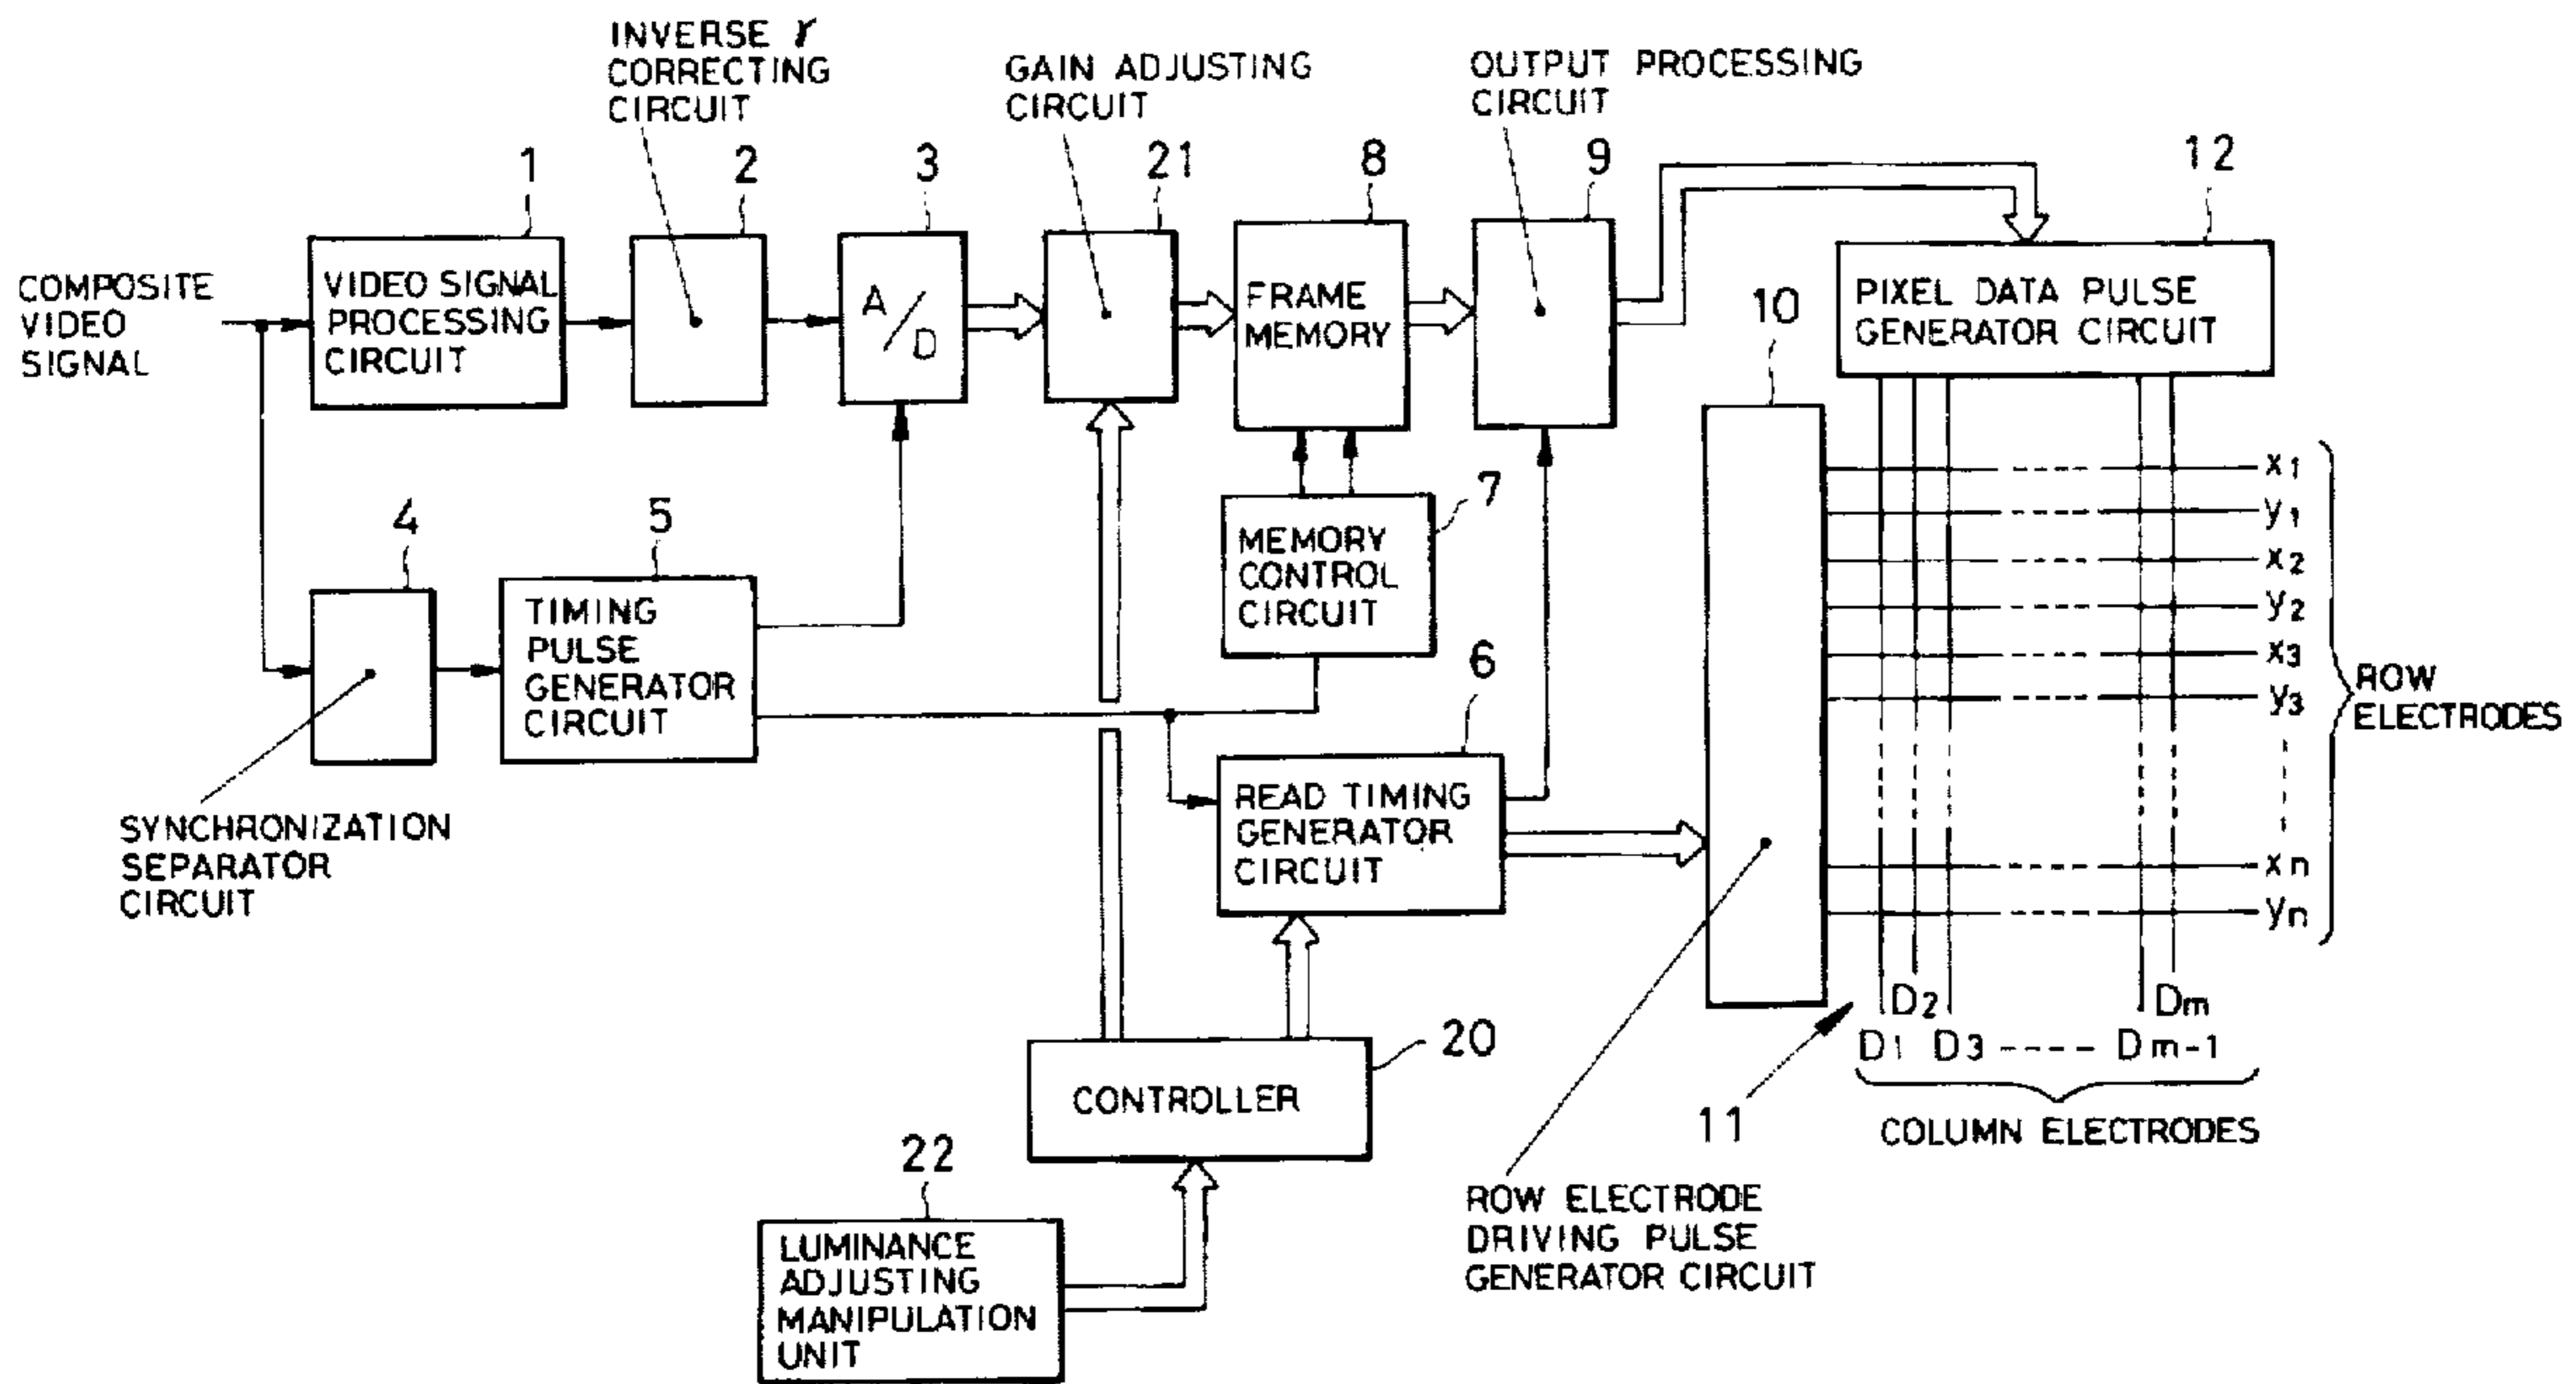 INVERSE γ
CORRECTING
CIRCUIT
GAIN ADJUSTING
CIRCUIT
OUTPUT PROCESSING
CIRCUIT
1
2
3
21
8
9
12
COMPOSITE
VIDEO
SIGNAL
VIDEO SIGNAL
PROCESSING
CIRCUIT
A/D
FRAME
MEMORY
PIXEL DATA PULSE
GENERATOR CIRCUIT
10
4
5
7
TIMING
PULSE
GENERATOR
CIRCUIT
MEMORY
CONTROL
CIRCUIT
6
READ TIMING
GENERATOR
CIRCUIT
SYNCHRONIZATION
SEPARATOR
CIRCUIT
X1
Y1
X2
Y2
X3
Y3
Xn
Yn
ROW
ELECTRODES
D2
Dm
D1 D3 ---- Dm-1
11
COLUMN ELECTRODES
20
CONTROLLER
22
LUMINANCE
ADJUSTING
MANIPULATION
UNIT
ROW ELECTRODE
DRIVING PULSE
GENERATOR CIRCUIT